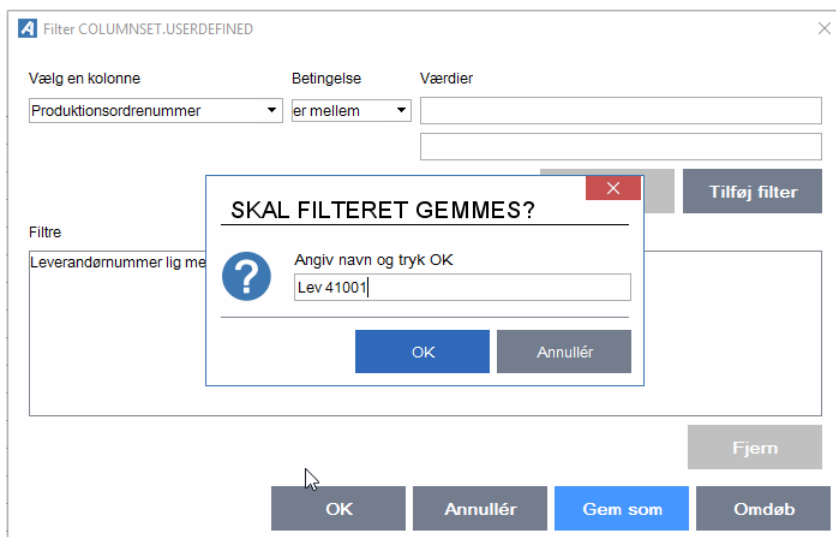 Filter COLUMNSET.USERDEFINED
Vælg en kolonne Betingelse Værdier
Produktionsordrenummer er mellem
Tilføj filter
SKAL FILTERET GEMMES?
Filtre
Leverandørnummer lig me
Angiv navn og tryk OK
Lev 41001
OK Annullér
Fjern
OK Annullér Gem som Omdøb